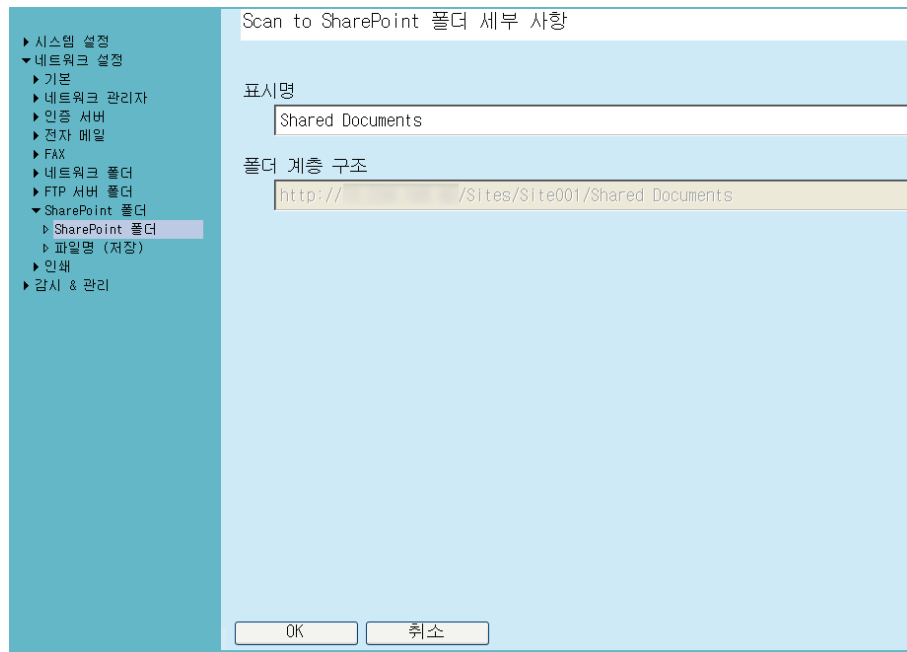 시스템 설정
네트워크 설정
기본
네트워크 관리자
인증 서버
전자 메일
FAX
네트워크 폴더
FTP 서버 폴더
SharePoint 폴더
SharePoint 폴더
파일명 (저장)
인쇄
감시 & 관리
Scan to SharePoint 폴더 세부 사항
표시명
Shared Documents
폴더 계층 구조
http:// /Sites/Site001/Shared Documents
OK 취소